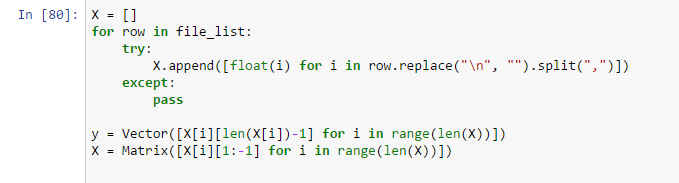 In [80]: X = []
for row in file_list:
    try:
        X.append([float(i) for i in row.replace("\n", "").split(",")])
    except:
        pass
y = Vector([X[i][len(X[i])-1] for i in range(len(X))])
X = Matrix([X[i][1:-1] for i in range(len(X))])